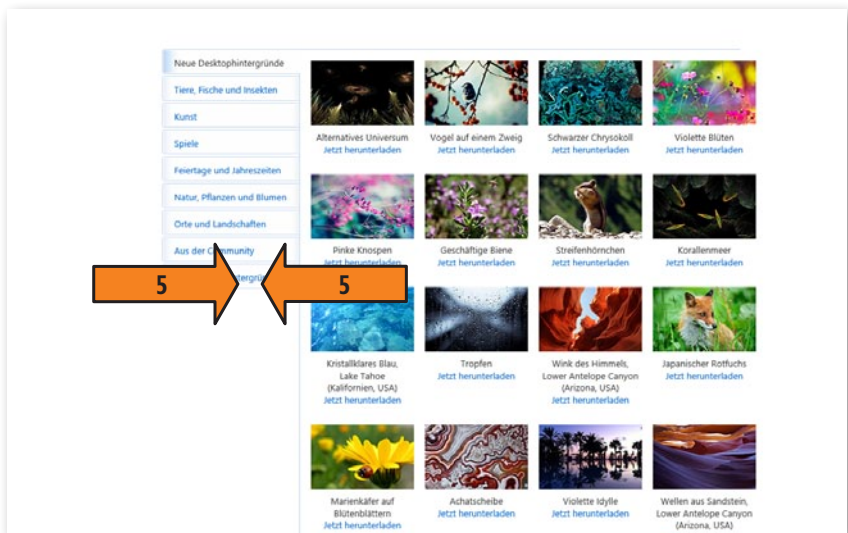 Neue Desktophintergründe
Tiere, Fische und Insekten
Kunst
Spiele
Feiertage und Jahreszeiten
Natur, Pflanzen und Blumen
Orte und Landschaften
Aus der
5
5
Alternatives Universum
Jetzt herunterladen
Vogel auf einem Zweig
Jetzt herunterladen
Schwarzer Chrysokoll
Jetzt herunterladen
Violette Blüten
Jetzt herunterladen
Pinke Knospen
Jetzt herunterladen
Geschäftige Biene
Jetzt herunterladen
Streifenhörnchen
Jetzt herunterladen
Korallenmeer
Jetzt herunterladen
Kristallklares Blau,
Lake Tahoe
(Kalifornien, USA)
Jetzt herunterladen
Tropfen
Jetzt herunterladen
Wink des Himmels,
Lower Antelope Canyon
(Arizona, USA)
Jetzt herunterladen
Japanischer Rotfuchs
Jetzt herunterladen
Marienkäfer auf
Blütenblättern
Jetzt herunterladen
Achatscheibe
Jetzt herunterladen
Violette Idylle
Jetzt herunterladen
Wellen aus Sandstein,
Lower Antelope Canyon
(Arizona, USA)